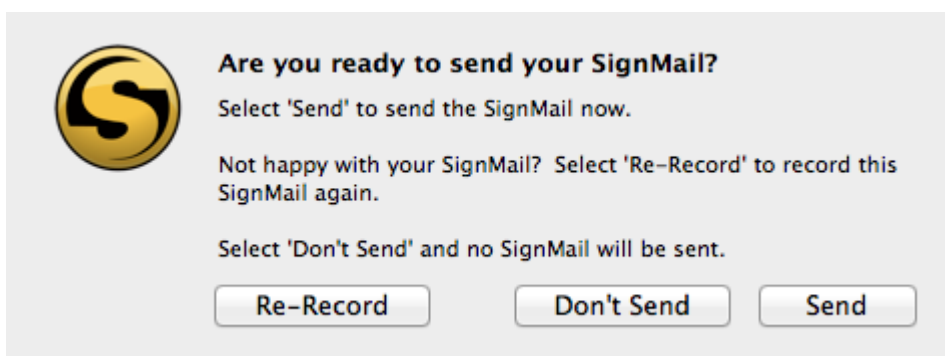 Are you ready to send your SignMail?
Select 'Send' to send the SignMail now.
Not happy with your SignMail?  Select 'Re-Record' to record this
SignMail again.
Select 'Don't Send' and no SignMail will be sent.
Re-Record Don't Send Send